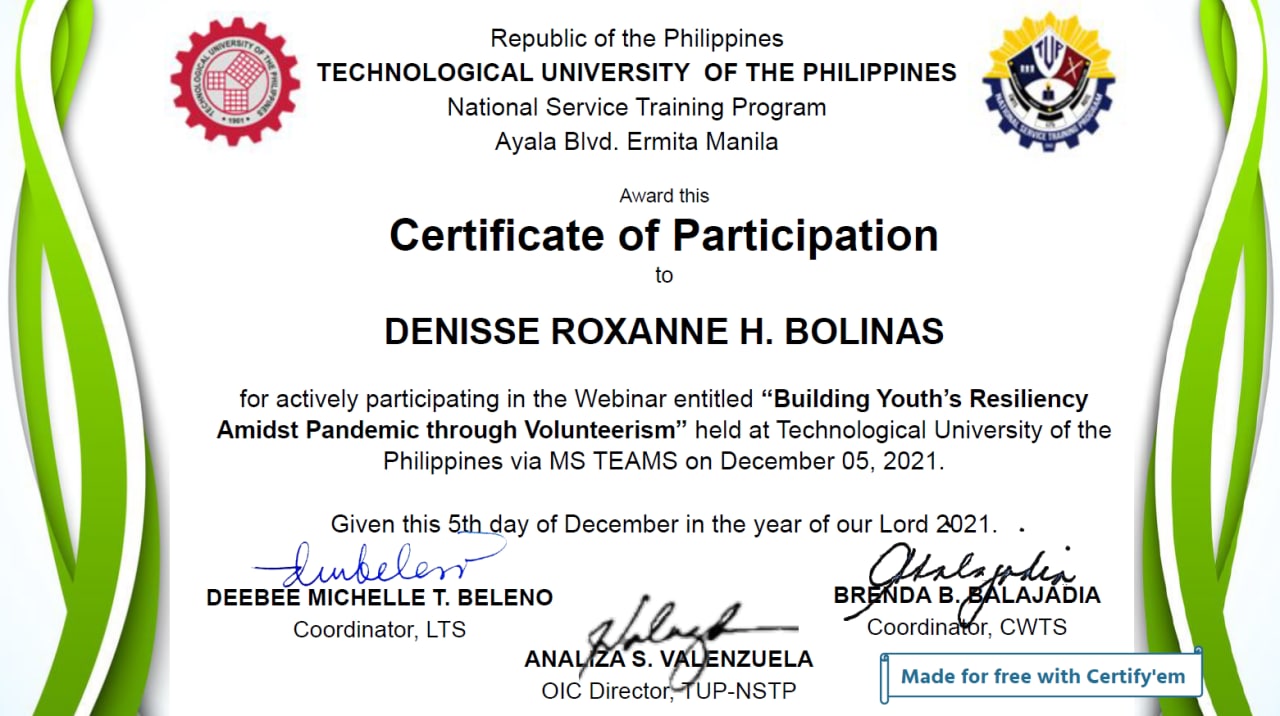 Republic of the Philippines
TECHNOLOGICAL UNIVERSITY OF THE PHILIPPINES
National Service Training Program
Ayala Blvd. Ermita Manila
TECHNOLOGICAL UNIVERSITY OF THE PHILIPPINES
1901
TUP
NATIONAL SERVICE TRAINING PROGRAM
Award this
Certificate of Participation
to
DENISSE ROXANNE H. BOLINAS
for actively participating in the Webinar entitled “Building Youth’s Resiliency
Amidst Pandemic through Volunteerism” held at Technological University of the
Philippines via MS TEAMS on December 05, 2021.
Given this 5th day of December in the year of our Lord 2021.
DEEBEE MICHELLE T. BELENO
Coordinator, LTS
BRENDA B. BALAJADIA
Coordinator, CWTS
ANALIZA S. VALENZUELA
OIC Director, TUP-NSTP
Made for free with Certify'em